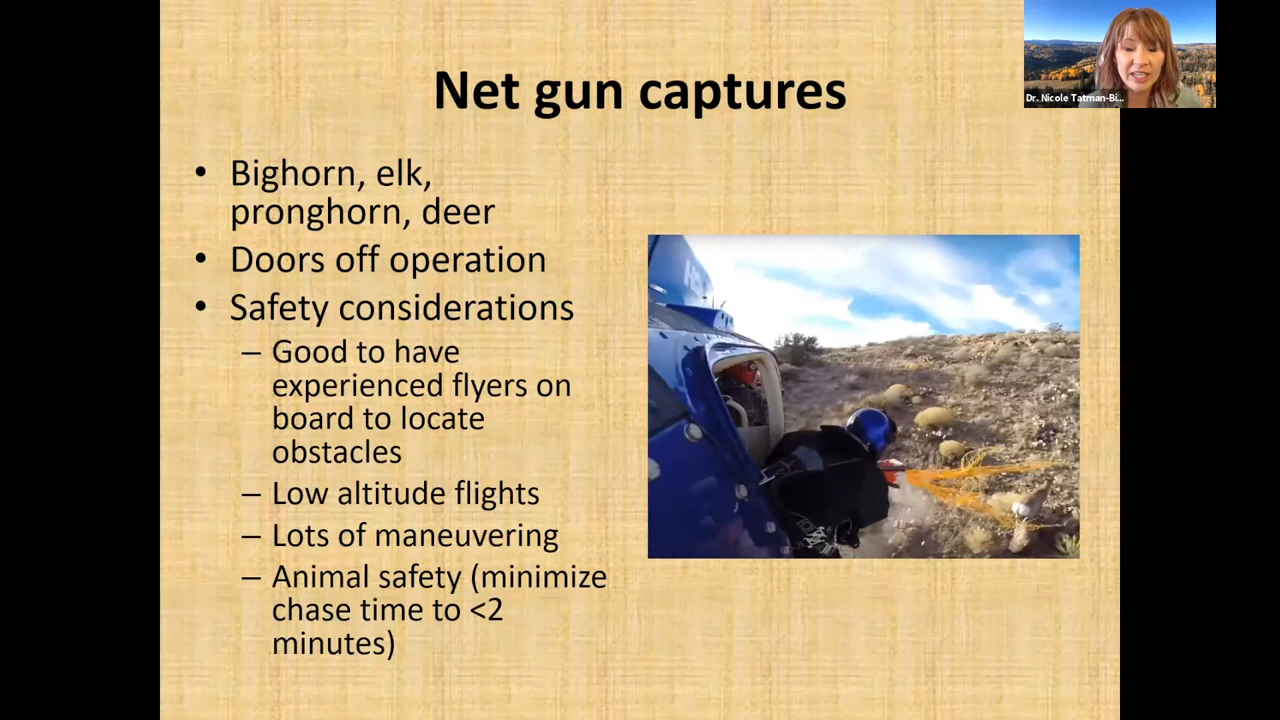 Net gun captures
Dr. Nicole Tatman-Bi...
• Bighorn, elk,
pronghorn, deer
• Doors off operation
• Safety considerations
– Good to have
experienced flyers on
board to locate
obstacles
– Low altitude flights
– Lots of maneuvering
– Animal safety (minimize
chase time to <2
minutes)